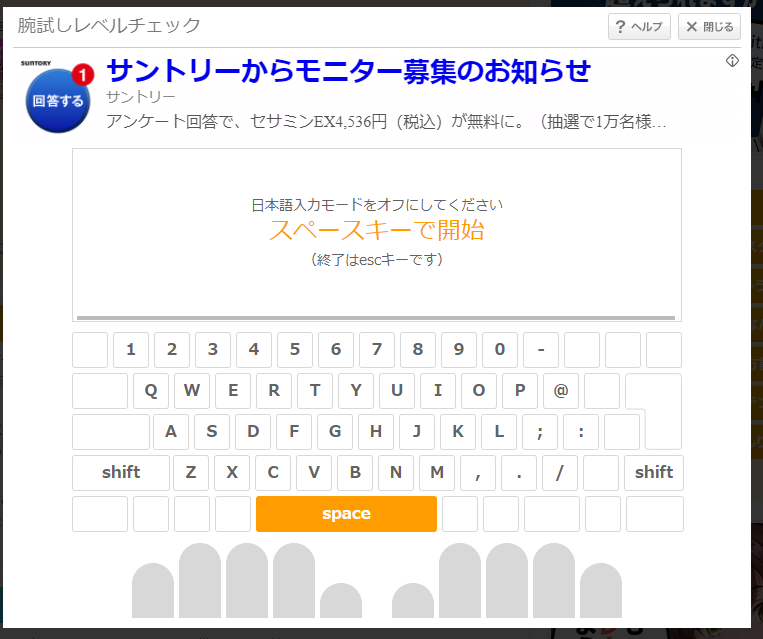 腕試しレベルチェック
? ヘルプ
× 閉じる
SUNTORY
1
回答する
サントリーからモニター募集のお知らせ
サントリー
アンケート回答で、セサミンEX4,536円（税込）が無料に。（抽選で1万名様…
日本語入力モードをオフにしてください
スペースキーで開始
（終了はescキーです）
1 2 3 4 5 6 7 8 9 0 -
Q W E R T Y U I O P @
A S D F G H J K L ; :
shift Z X C V B N M , . / shift
space